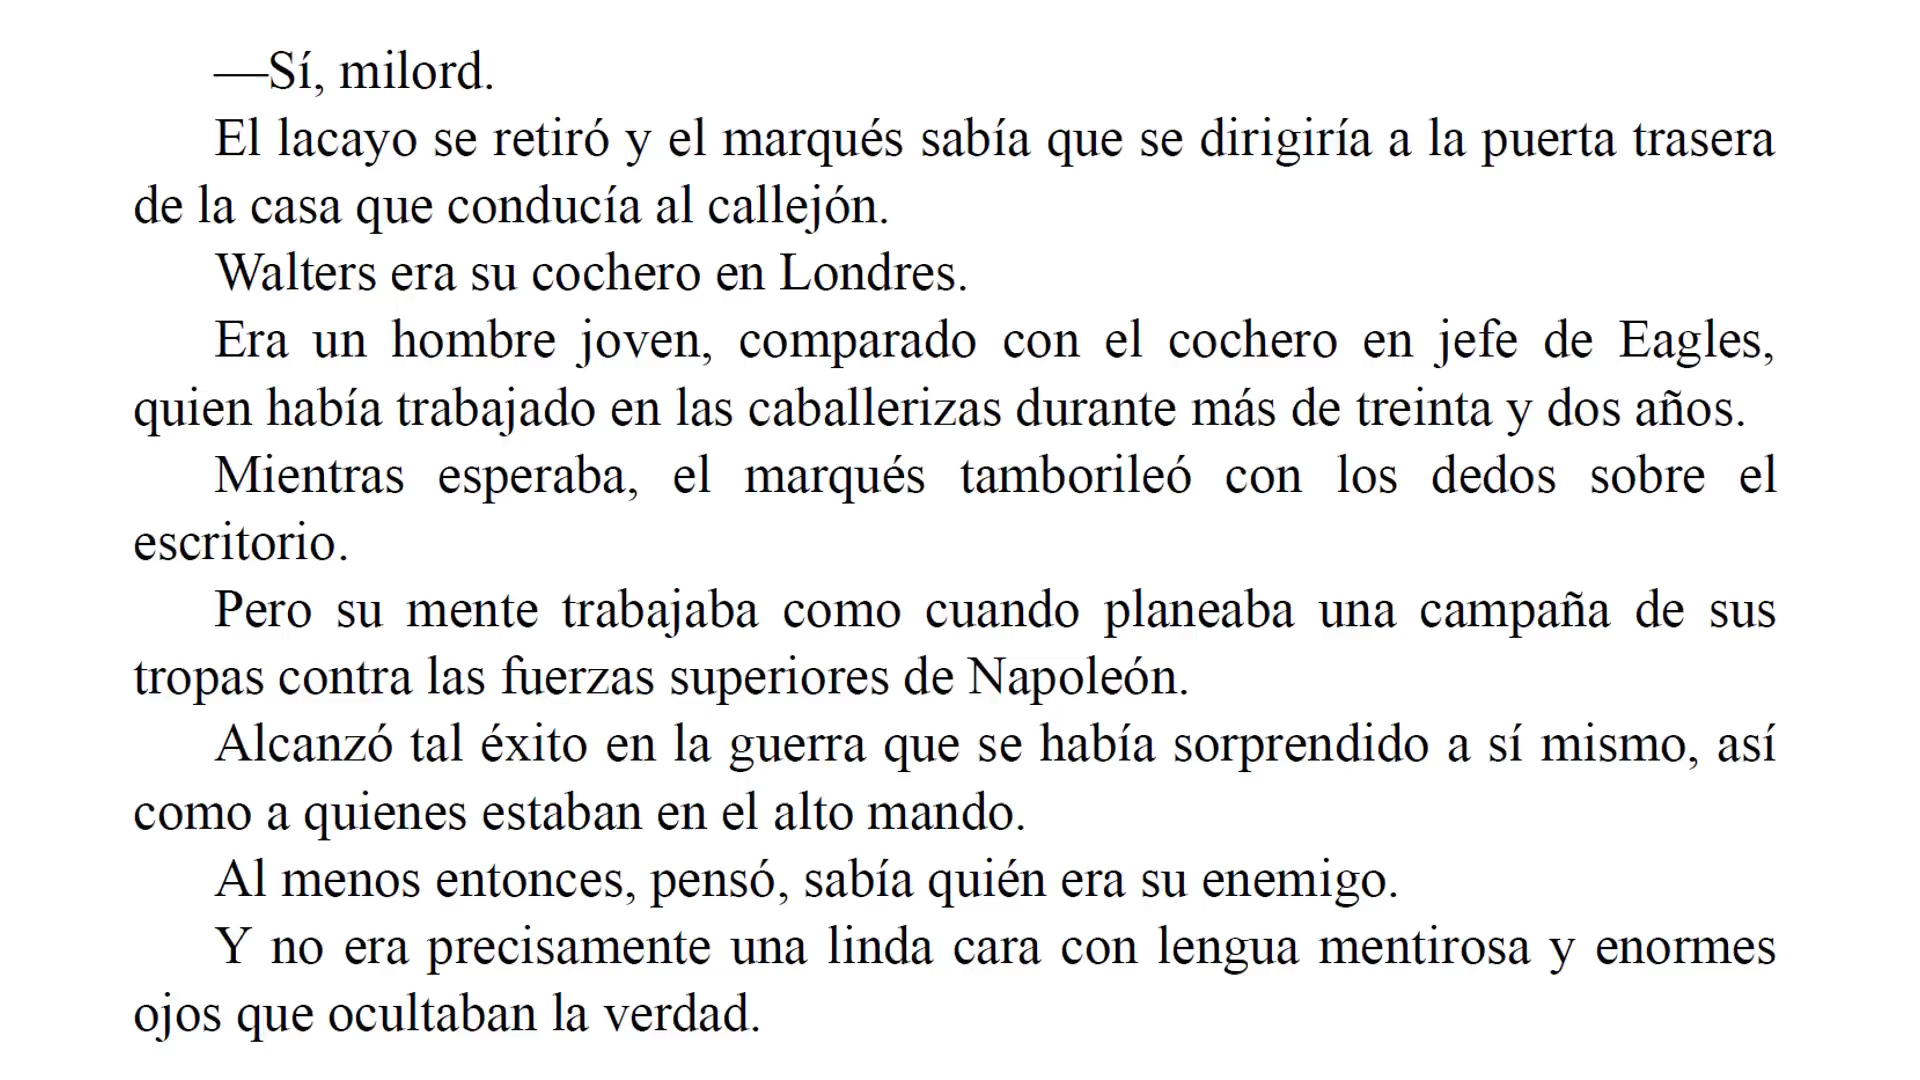 —Sí, milord.
El lacayo se retiró y el marqués sabía que se dirigiría a la puerta trasera
de la casa que conducía al callejón.
Walters era su cochero en Londres.
Era un hombre joven, comparado con el cochero en jefe de Eagles,
quien había trabajado en las caballerizas durante más de treinta y dos años.
Mientras esperaba, el marqués tamborileó con los dedos sobre el
escritorio.
Pero su mente trabajaba como cuando planeaba una campaña de sus
tropas contra las fuerzas superiores de Napoleón.
Alcanzó tal éxito en la guerra que se había sorprendido a sí mismo, así
como a quienes estaban en el alto mando.
Al menos entonces, pensó, sabía quién era su enemigo.
Y no era precisamente una linda cara con lengua mentirosa y enormes
ojos que ocultaban la verdad.